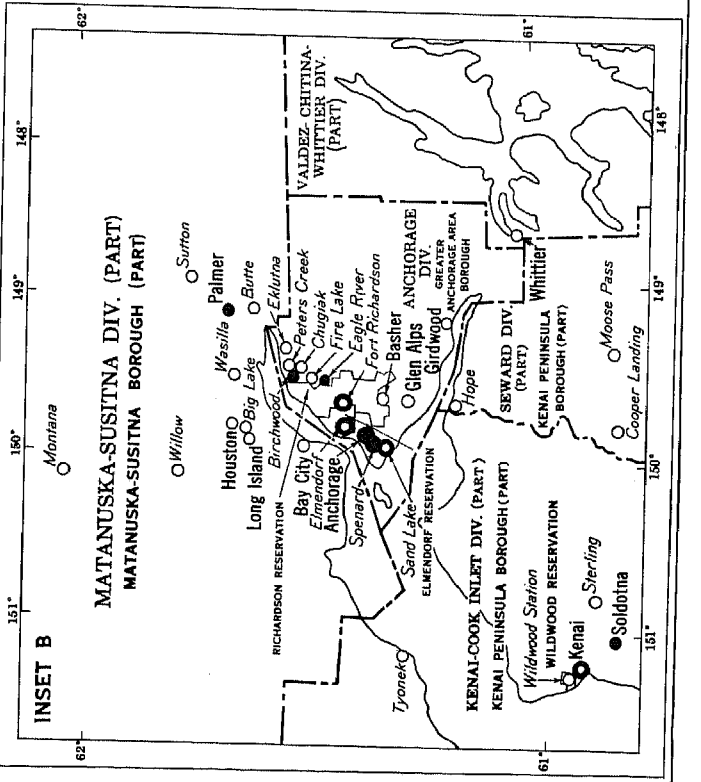 INSET B
151°
150°
149°
148°
62°
62°
Montana
MATANUSKA-SUSITNA DIV. (PART)
MATANUSKA-SUSITNA BOROUGH (PART)
Willow
Sutton
Houston
Wasilla
Palmer
Long Island
Big Lake
Butte
Birchwood
Eklutna
Peters Creek
Chugiak
Fire Lake
Eagle River
Fort Richardson
RICHARDSON RESERVATION
Bay City
Elmendorf
Anchorage
Spenard
Basher
Glen Alps
Girdwood
VALDEZ-CHITINA-
WHITTIER DIV.
(PART)
ANCHORAGE
DIV.
GREATER
ANCHORAGE AREA
BOROUGH
Sand Lake
ELMENDORF RESERVATION
Tyonek
Hope
KENAI-COOK INLET DIV. (PART)
KENAI PENINSULA BOROUGH (PART)
SEWARD DIV.
(PART)
KENAI PENINSULA
BOROUGH (PART)
Whittier
Wildwood Station
WILDWOOD RESERVATION
Kenai
Sterling
Soldotna
Moose Pass
Cooper Landing
61°
61°
151°
150°
149°
148°